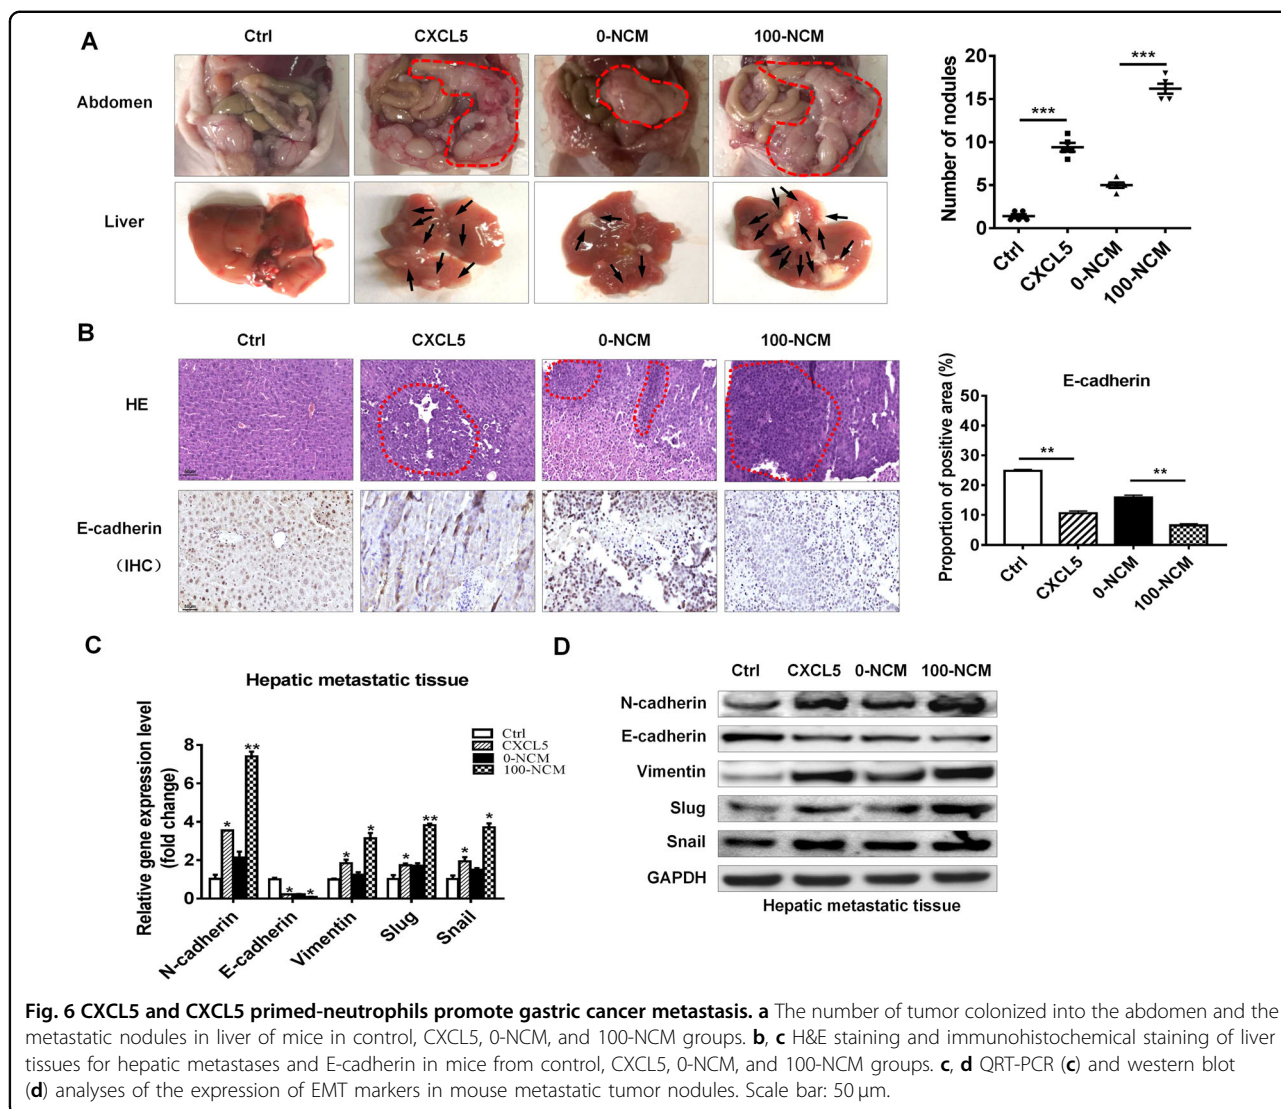 A
Ctrl
CXCL5
0-NCM
100-NCM
Abdomen
Liver
Number of nodules
20
15
10
5
0
***
***
Ctrl
CXCL5
0-NCM
100-NCM
B
Ctrl
CXCL5
0-NCM
100-NCM
HE
E-cadherin
（IHC）
E-cadherin
Proportion of positive area (%)
50
40
30
20
10
0
**
**
Ctrl
CXCL5
0-NCM
100-NCM
C
Hepatic metastatic tissue
Relative gene expression level
(fold change)
8
6
4
2
0
Ctrl
CXCL5
0-NCM
100-NCM
*
**
*
*
*
*
*
**
*
*
N-cadherin
E-cadherin
Vimentin
Slug
Snail
D
Ctrl
CXCL5
0-NCM
100-NCM
N-cadherin
E-cadherin
Vimentin
Slug
Snail
GAPDH
Hepatic metastatic tissue
Fig. 6 CXCL5 and CXCL5 primed-neutrophils promote gastric cancer metastasis. a The number of tumor colonized into the abdomen and the
metastatic nodules in liver of mice in control, CXCL5, 0-NCM, and 100-NCM groups. b, c H&E staining and immunohistochemical staining of liver
tissues for hepatic metastases and E-cadherin in mice from control, CXCL5, 0-NCM, and 100-NCM groups. c, d QRT-PCR (c) and western blot
(d) analyses of the expression of EMT markers in mouse metastatic tumor nodules. Scale bar: 50 μm.